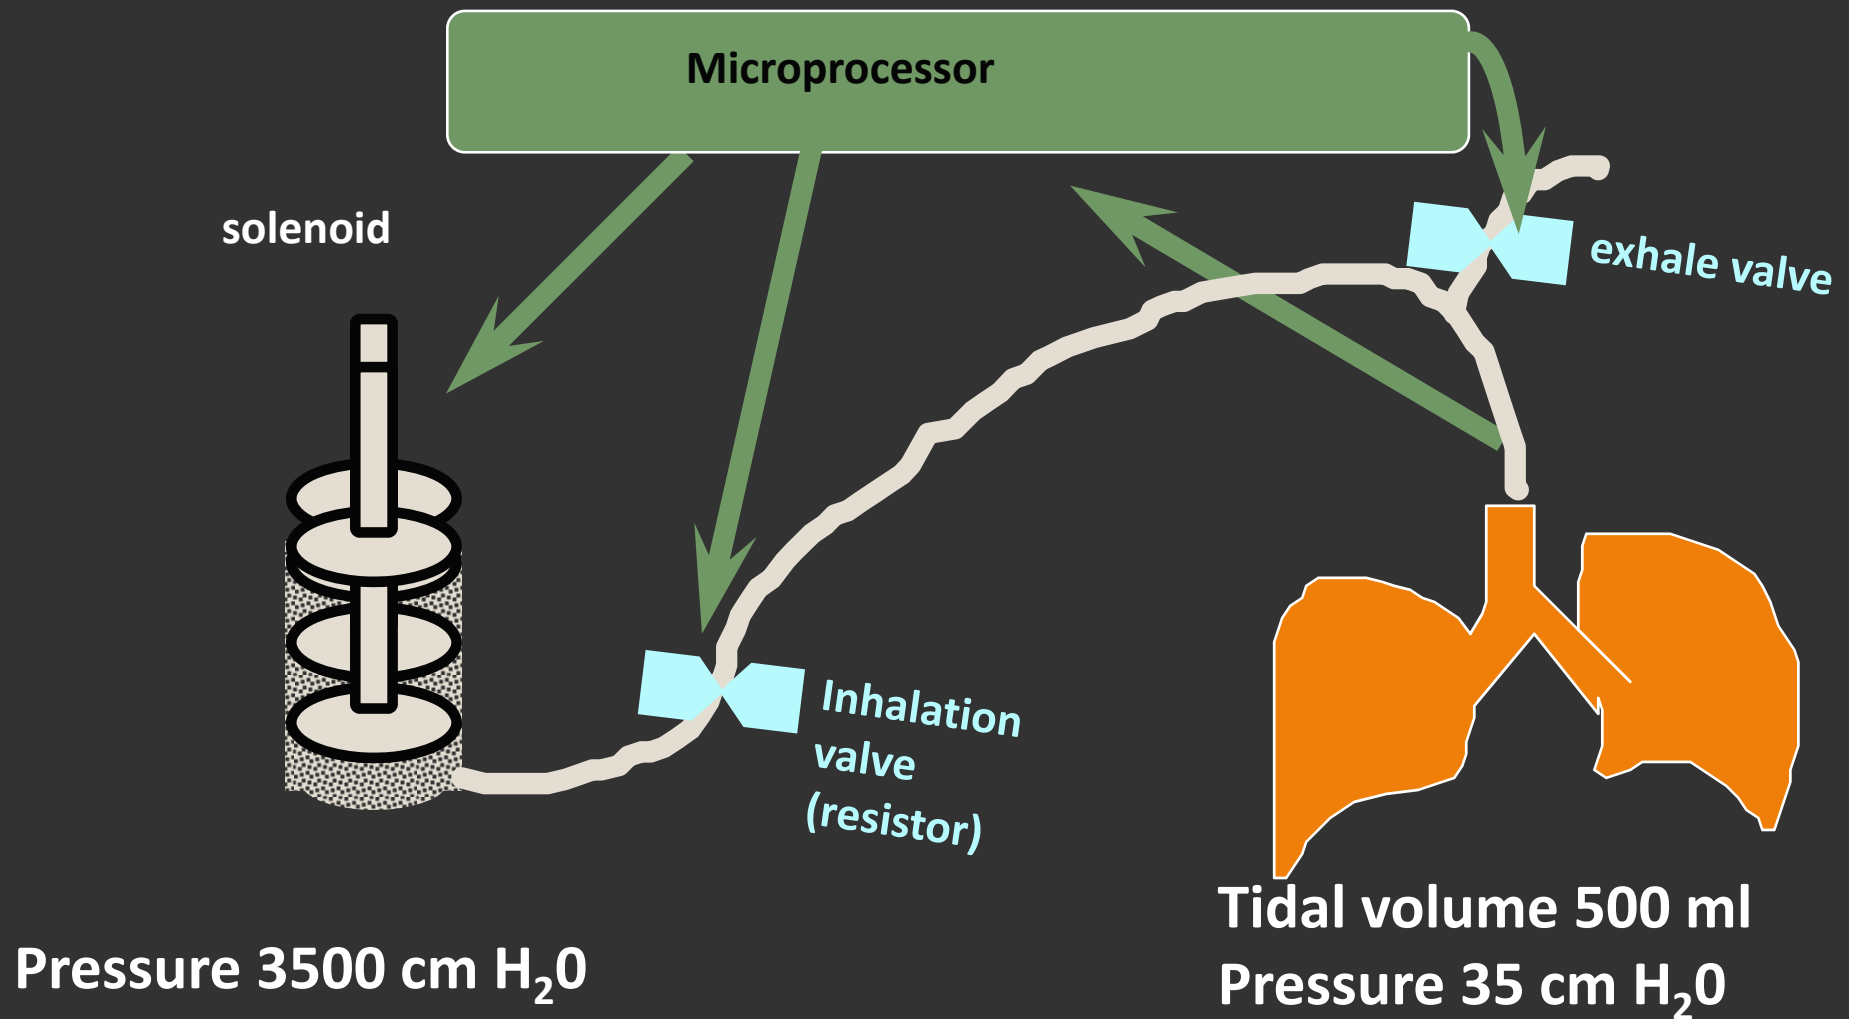 Microprocessor
solenoid
exhale valve
Inhalation
valve
(resistor)
Tidal volume 500 ml
Pressure 3500 cm H₂0
Pressure 35 cm H₂0